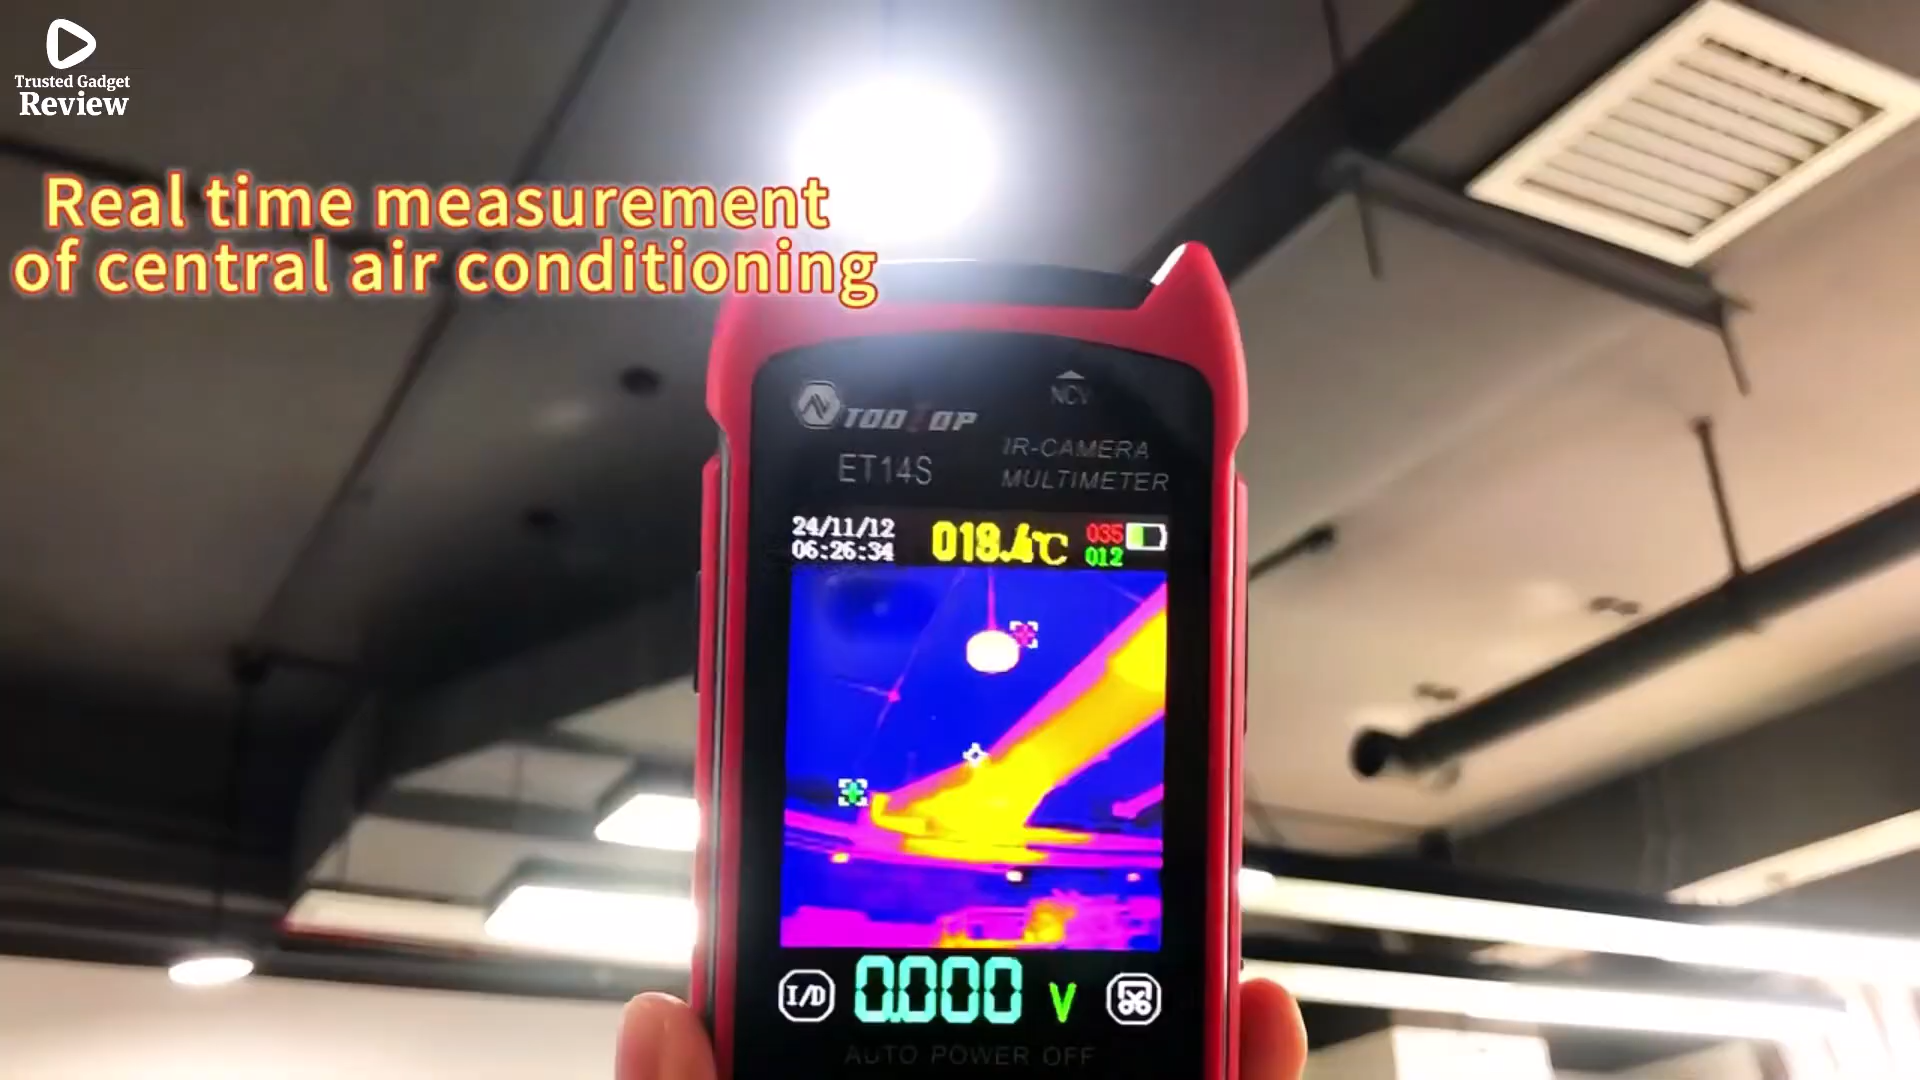 Trusted Gadget
Review
Real time measurement
of central air conditioning
NCV
TOOLTOP
ET14S
IR-CAMERA
MULTIMETER
24/11/12
06:26:34
018.4℃
035
012
I/D
0.000 V
AUTO POWER OFF